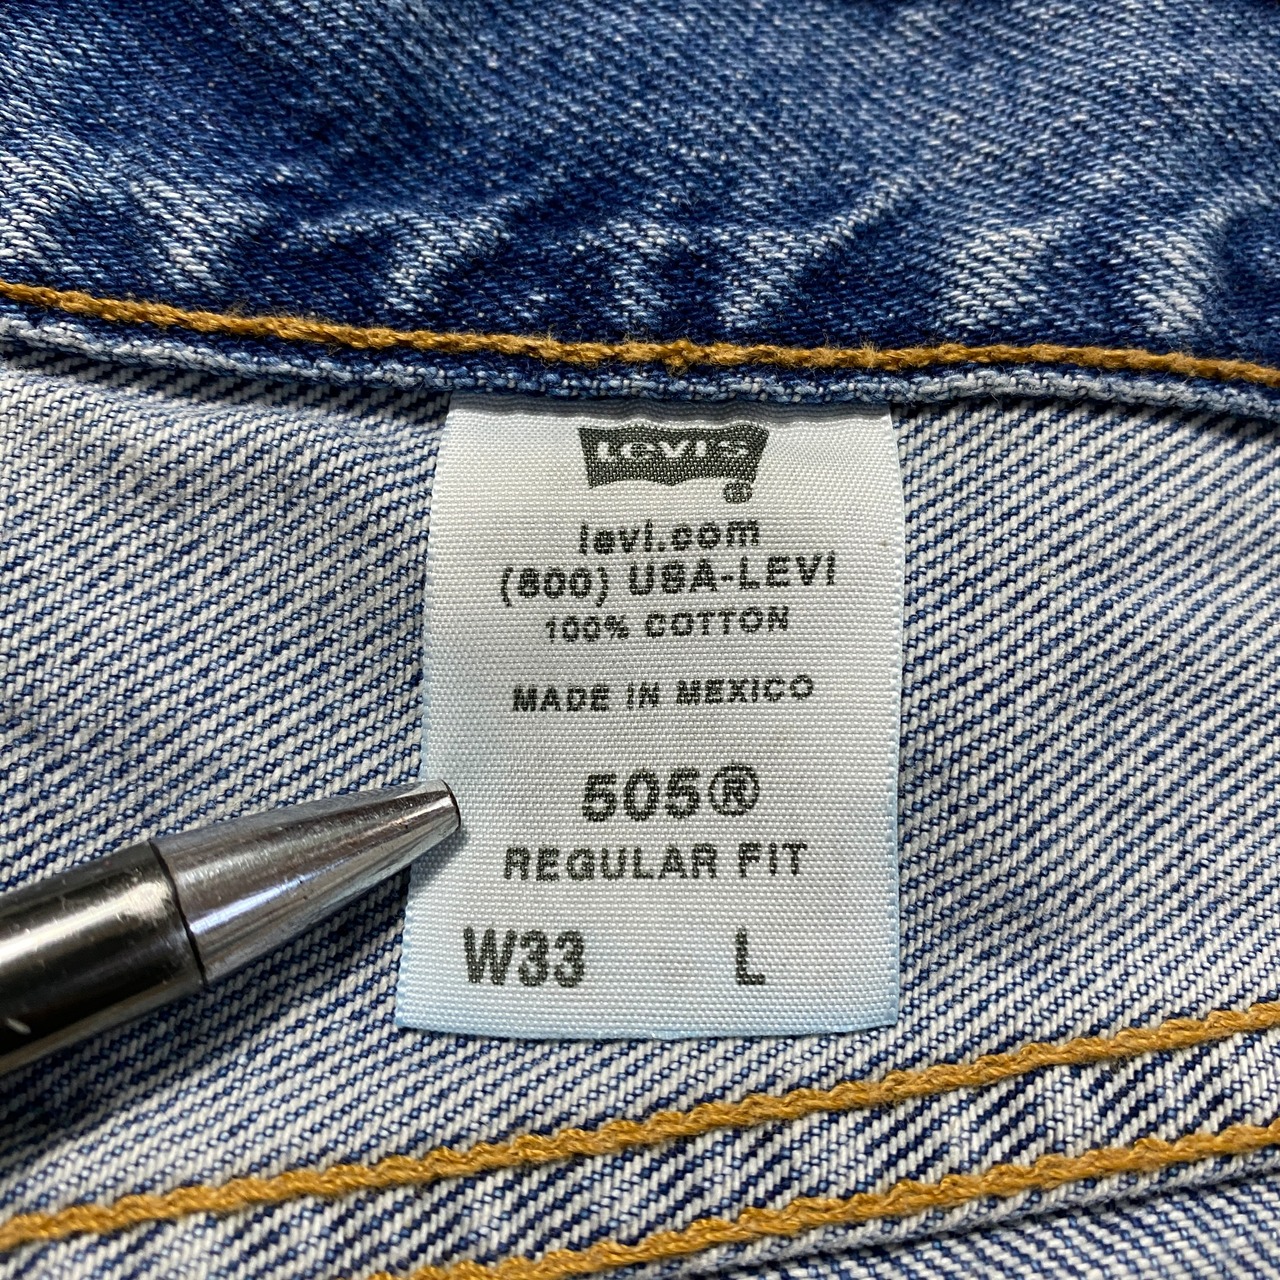 Levi's
®
levi.com
(800) USA-LEVI
100% COTTON
MADE IN MEXICO
505®
REGULAR FIT
W33 L